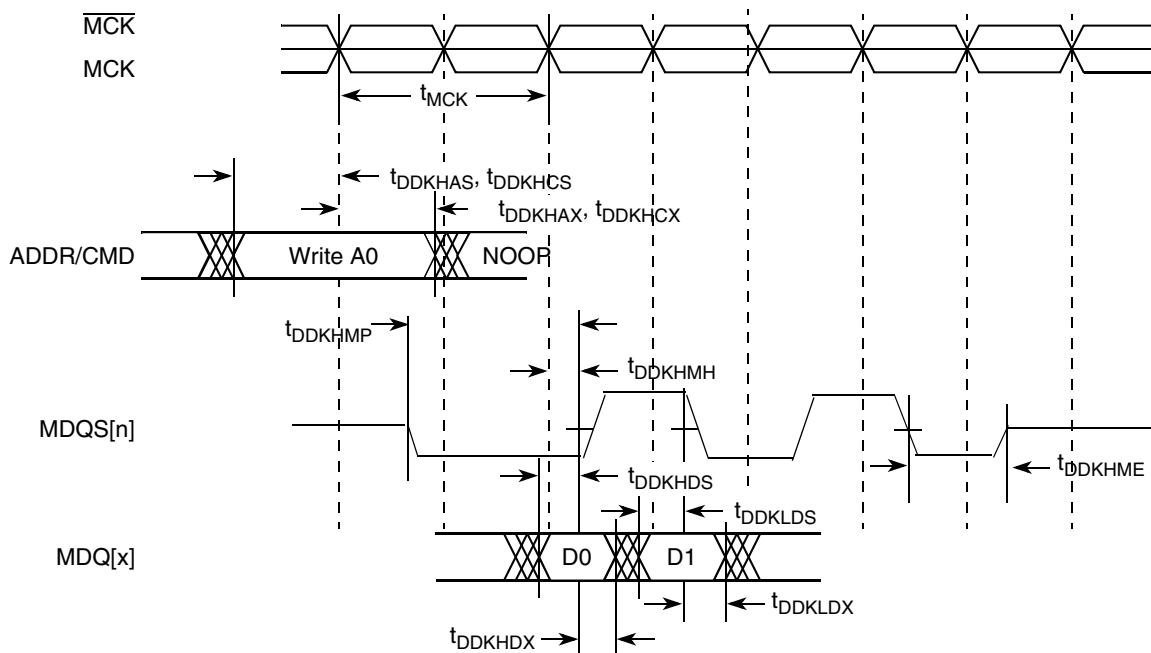 MCK
MCK
tMCK
tDDKHAS, tDDKHCS
tDDKHAX, tDDKHCX
ADDR/CMD
Write A0
NOOP
tDDKHMP
tDDKHMH
MDQS[n]
tDDKHDS
tDDKHME
tDDKLDS
MDQ[x]
D0
D1
tDDKLDX
tDDKHDX